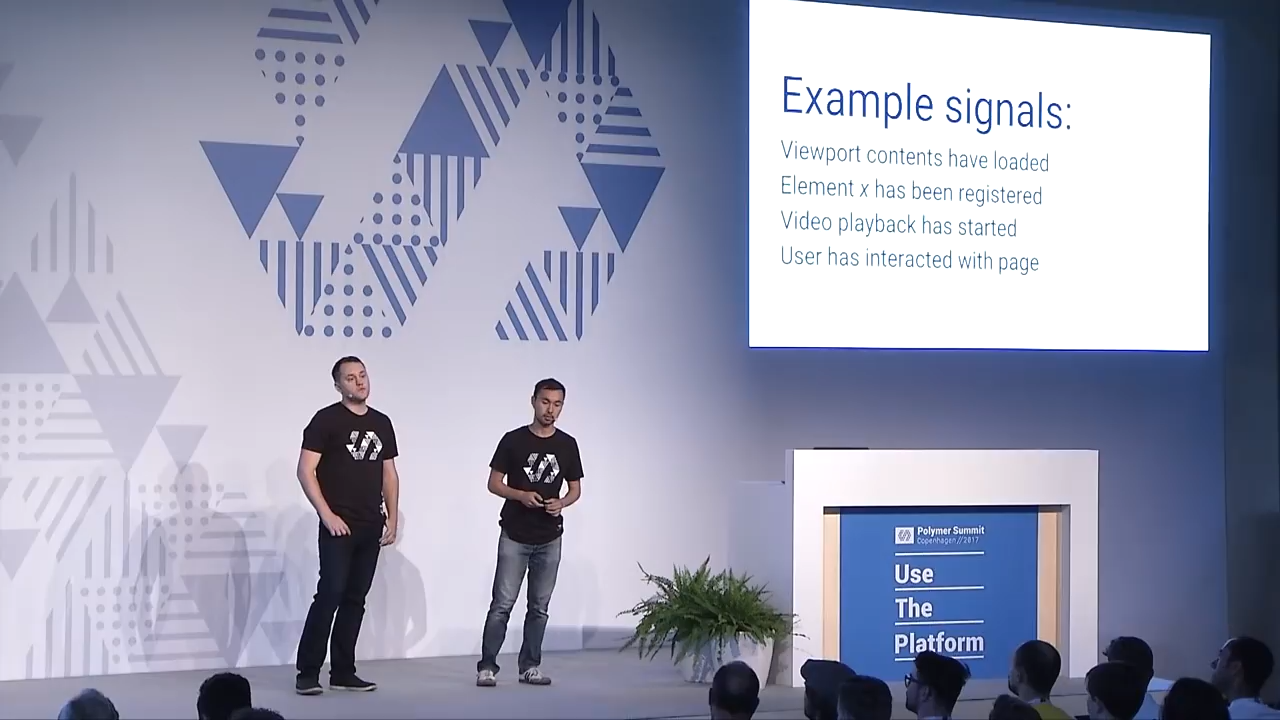 Example signals:
Viewport contents have loaded
Element x has been registered
Video playback has started
User has interacted with page
Polymer Summit
Copenhagen //2017
Use
The
Platform